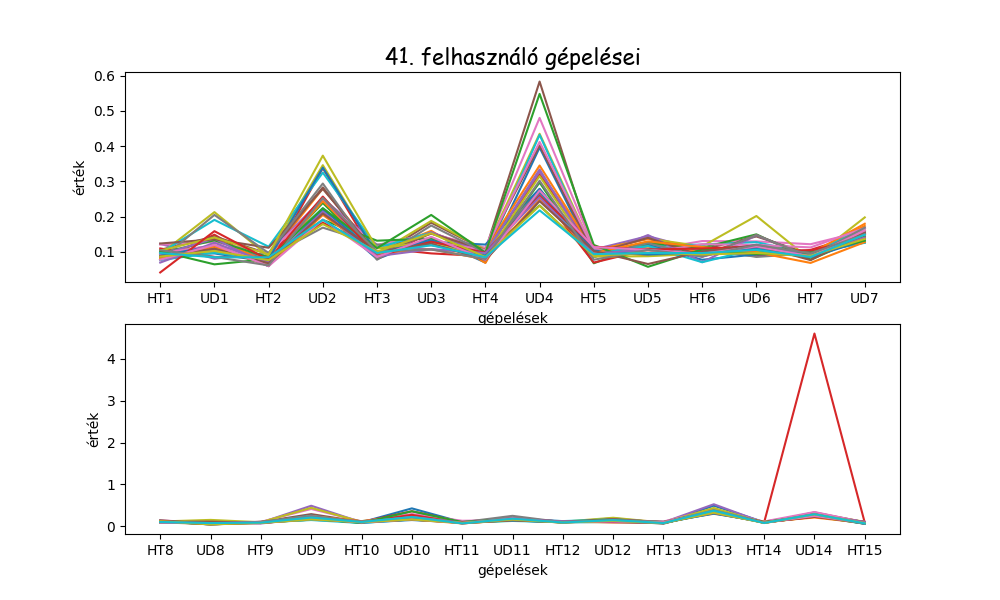 41. felhasználó gépelései
érték
0.6
0.5
0.4
0.3
0.2
0.1
HT1 UD1 HT2 UD2 HT3 UD3 HT4 UD4 HT5 UD5 HT6 UD6 HT7 UD7
gépelések
érték
4
3
2
1
0
HT8 UD8 HT9 UD9 HT10 UD10 HT11 UD11 HT12 UD12 HT13 UD13 HT14 UD14 HT15
gépelések